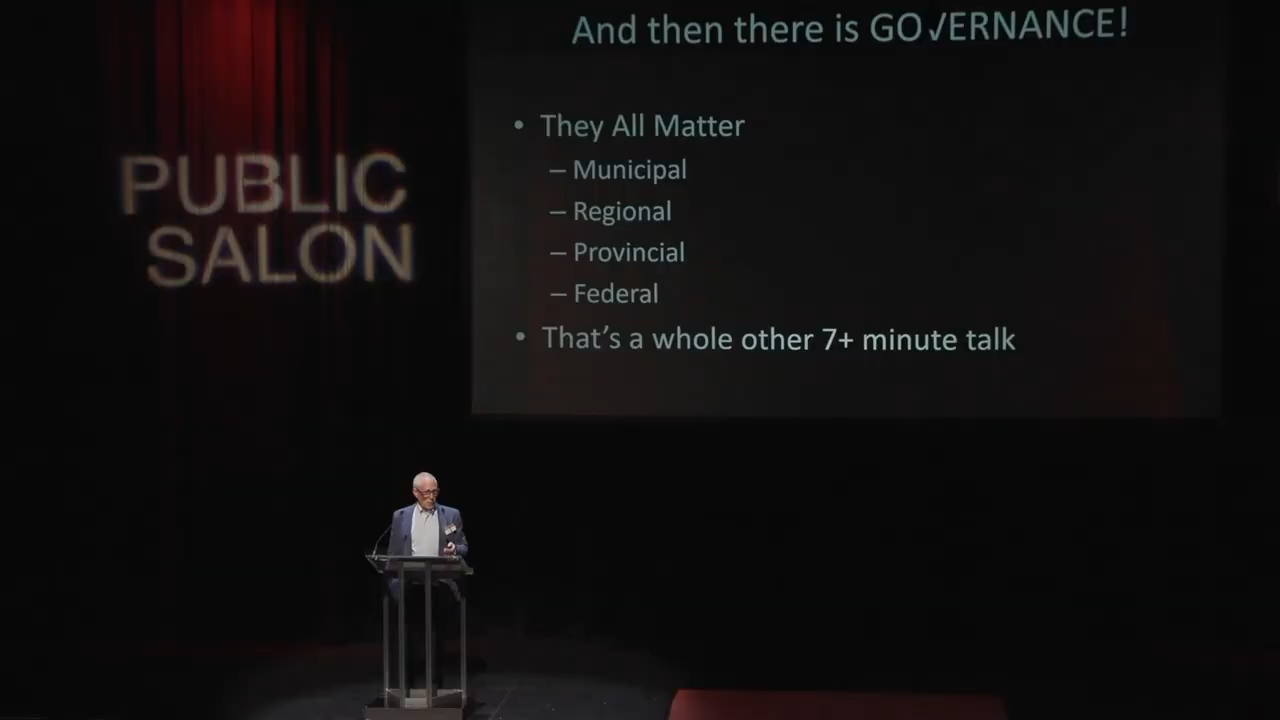 PUBLIC
SALON
And then there is GO√ERNANCE!
• They All Matter
– Municipal
– Regional
– Provincial
– Federal
• That's a whole other 7+ minute talk